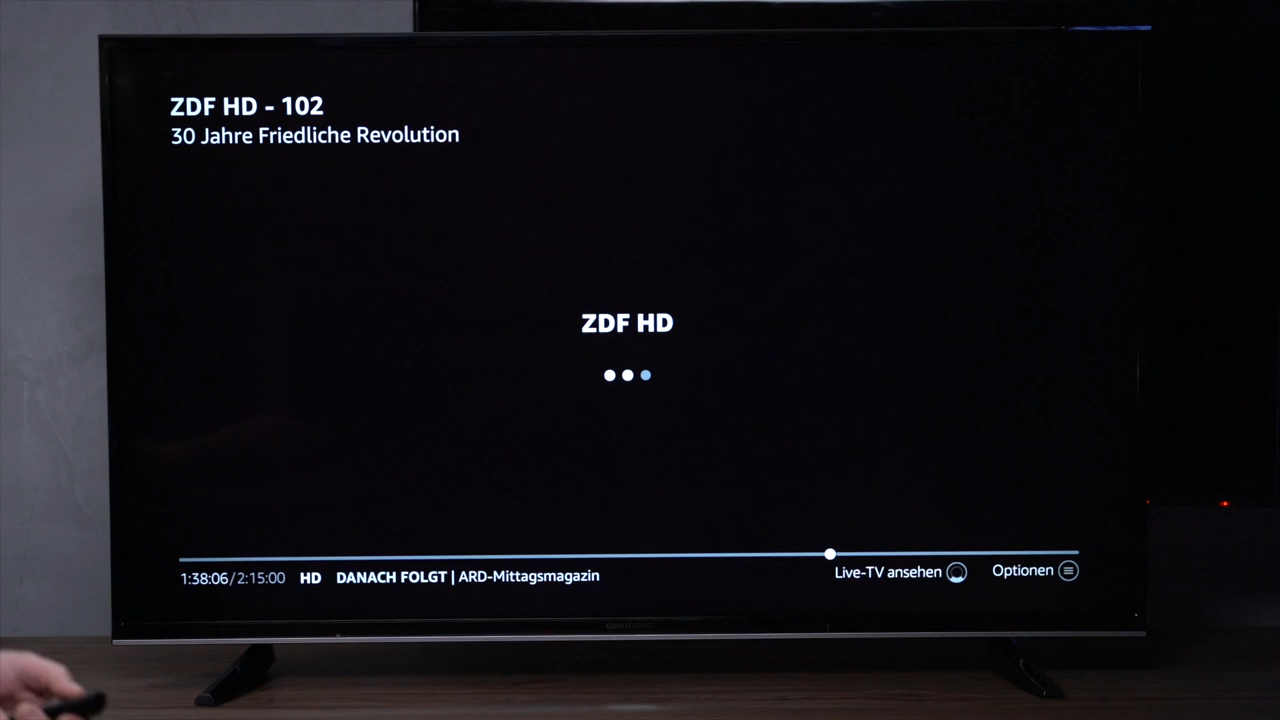 ZDF HD - 102
30 Jahre Friedliche Revolution
ZDF HD
1:38:06/2:15:00 HD DANACH FOLGT | ARD-Mittagsmagazin
Live-TV ansehen
Optionen
GRUNDIG